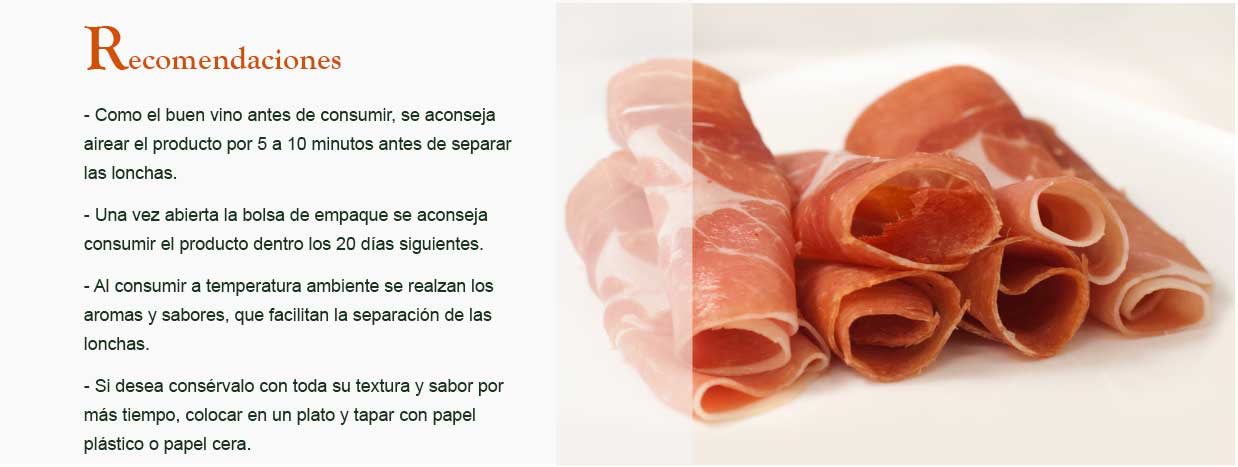 Recomendaciones
- Como el buen vino antes de consumir, se aconseja
airear el producto por 5 a 10 minutos antes de separar
las lonchas.
- Una vez abierta la bolsa de empaque se aconseja
consumir el producto dentro los 20 días siguientes.
- Al consumir a temperatura ambiente se realzan los
aromas y sabores, que facilitan la separación de las
lonchas.
- Si desea consérvalo con toda su textura y sabor por
más tiempo, colocar en un plato y tapar con papel
plástico o papel cera.